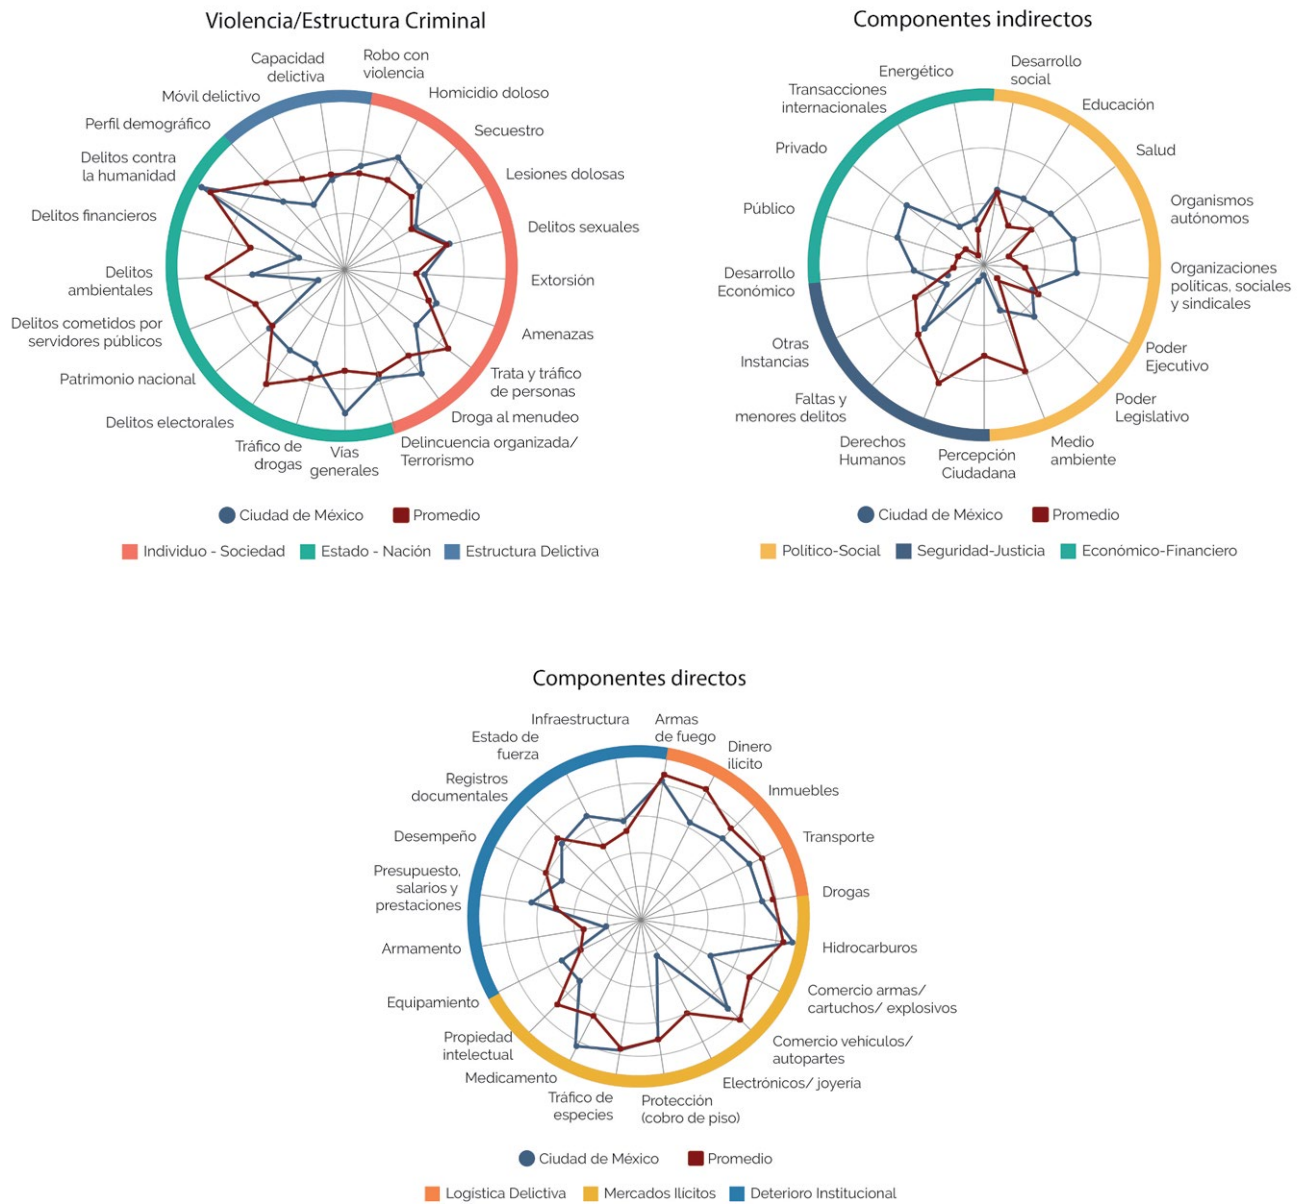 Violencia/Estructura Criminal
Capacidad
delictiva
Robo con
violencia
Móvil delictivo
Homicidio doloso
Perfil demográfico
Secuestro
Delitos contra
la humanidad
Lesiones dolosas
Delitos financieros
Delitos sexuales
Delitos
ambientales
Extorsión
Delitos cometidos por
servidores públicos
Amenazas
Patrimonio nacional
Trata y tráfico
de personas
Delitos electorales
Droga al menudeo
Tráfico de
drogas
Vías
generales
Delincuencia organizada/
Terrorismo
Ciudad de México
Promedio
Individuo - Sociedad
Estado - Nación
Estructura Delictiva
Componentes indirectos
Energético
Desarrollo
social
Transacciones
internacionales
Educación
Privado
Salud
Público
Organismos
autónomos
Desarrollo
Económico
Organizaciones
políticas, sociales
y sindicales
Otras
Instancias
Poder
Ejecutivo
Faltas y
menores delitos
Poder
Legislativo
Derechos
Humanos
Percepción
Ciudadana
Medio
ambiente
Ciudad de México
Promedio
Político-Social
Seguridad-Justicia
Económico-Financiero
Componentes directos
Infraestructura
Armas
de fuego
Estado de
fuerza
Dinero
ilícito
Registros
documentales
Inmuebles
Desempeño
Transporte
Presupuesto,
salarios y
prestaciones
Drogas
Armamento
Hidrocarburos
Equipamiento
Comercio armas/
cartuchos/ explosivos
Propiedad
intelectual
Comercio vehículos/
autopartes
Medicamento
Electrónicos/ joyería
Tráfico de
especies
Protección
(cobro de piso)
Ciudad de México
Promedio
Logística Delictiva
Mercados Ilícitos
Deterioro Institucional